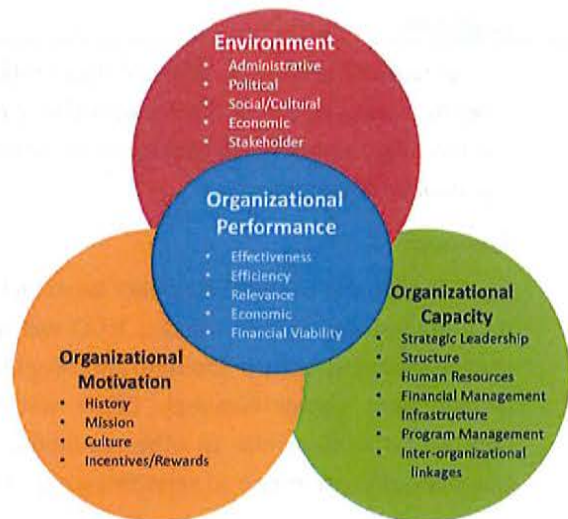 Environment
• Administrative
• Political
• Social/Cultural
• Economic
• Stakeholder
Organizational
Performance
• Effectiveness
• Efficiency
• Relevance
• Economic
• Financial Viability
Organizational
Motivation
• History
• Mission
• Culture
• Incentives/Rewards
Organizational
Capacity
• Strategic Leadership
• Structure
• Human Resources
• Financial Management
• Infrastructure
• Program Management
• Inter-organizational
linkages